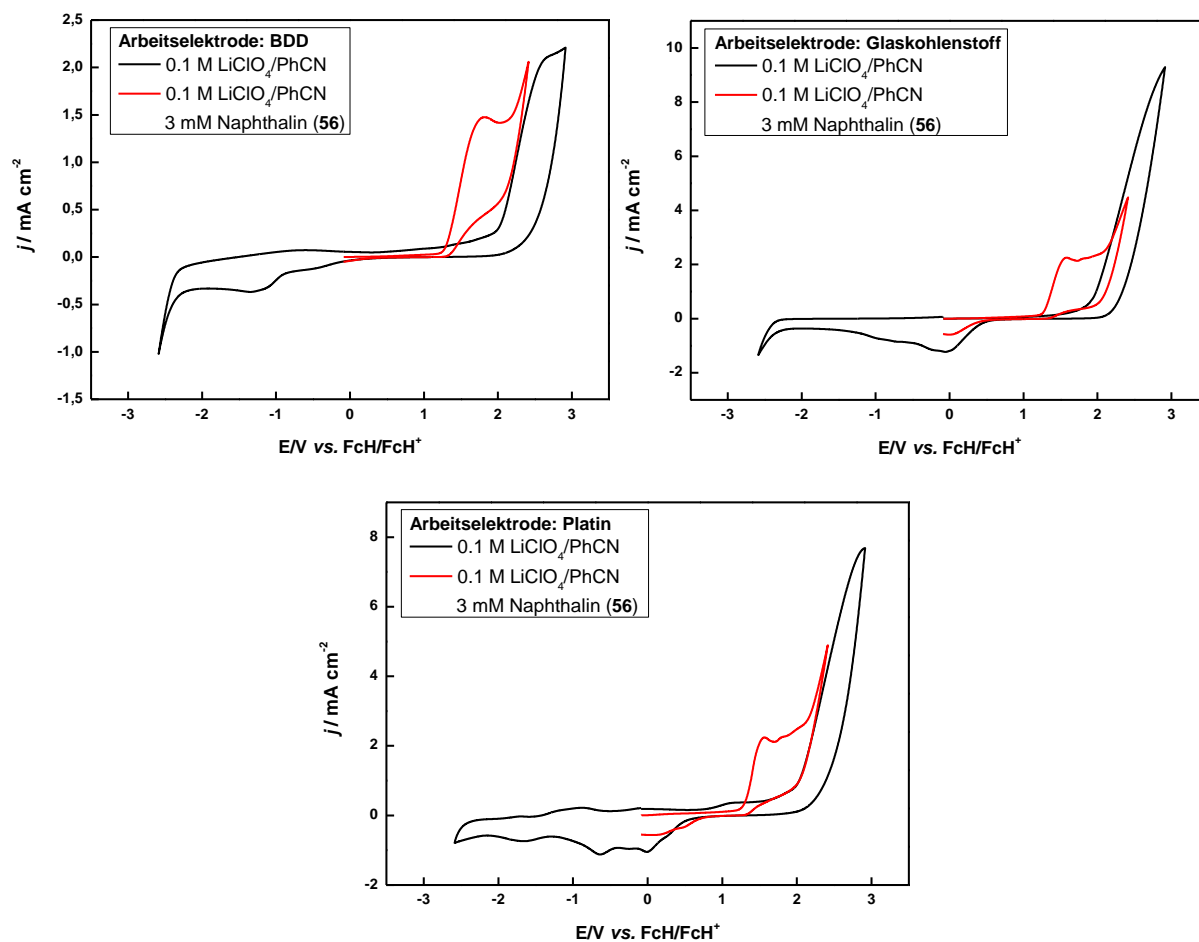 2,5
2,0
1,5
1,0
0,5
0,0
-0,5
-1,0
-1,5
j / mA cm⁻²
Arbeitselektrode: BDD
0.1 M LiClO₄/PhCN
0.1 M LiClO₄/PhCN
3 mM Naphthalin (56)
-3 -2 -1 0 1 2 3
E/V vs. FcH/FcH⁺
10
8
6
4
2
0
-2
j / mA cm⁻²
Arbeitselektrode: Glaskohlenstoff
0.1 M LiClO₄/PhCN
0.1 M LiClO₄/PhCN
3 mM Naphthalin (56)
-3 -2 -1 0 1 2 3
E/V vs. FcH/FcH⁺
8
6
4
2
0
-2
j / mA cm⁻²
Arbeitselektrode: Platin
0.1 M LiClO₄/PhCN
0.1 M LiClO₄/PhCN
3 mM Naphthalin (56)
-3 -2 -1 0 1 2 3
E/V vs. FcH/FcH⁺